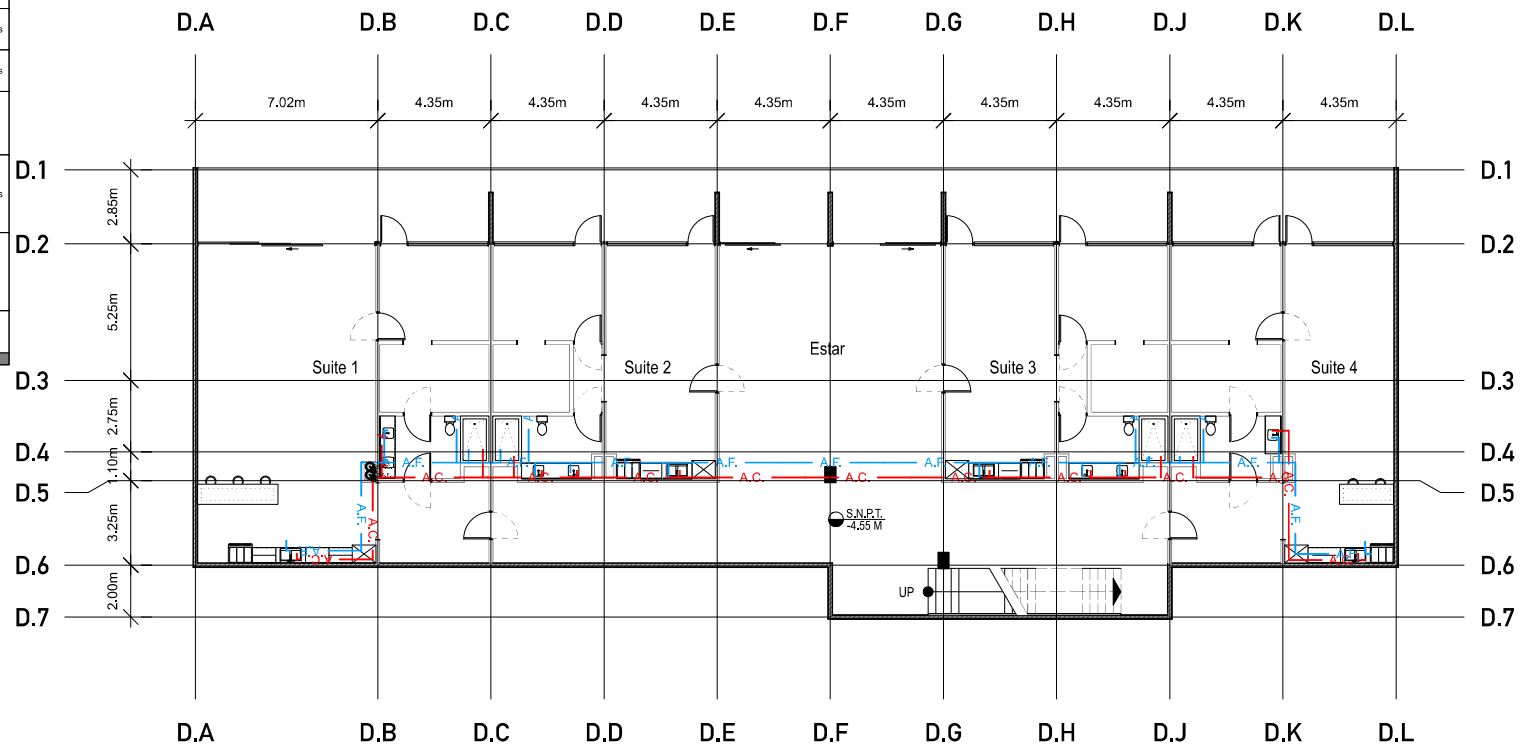 s
s
s
D.A D.B D.C D.D D.E D.F D.G D.H D.J D.K D.L
7.02m 4.35m 4.35m 4.35m 4.35m 4.35m 4.35m 4.35m 4.35m 4.35m
D.1 D.1
2.85m
D.2 D.2
5.25m
Estar
Suite 1 Suite 2 Suite 3 Suite 4
D.3 D.3
2.75m
D.4 D.4
A.F. A.F. A.F. A.F. A.F. A.F. A.F. A.F. A.F.
1.10m
A.C. A.C. A.C. A.C. A.C. A.C. A.C. A.C. A.C.
D.5 D.5
3.25m
A.F. A.C. A.C. A.F.
S.N.P.T.
-4.55 M
A.F. A.F.
A.C. A.C.
D.6 D.6
2.00m
UP
D.7 D.7
D.A D.B D.C D.D D.E D.F D.G D.H D.J D.K D.L